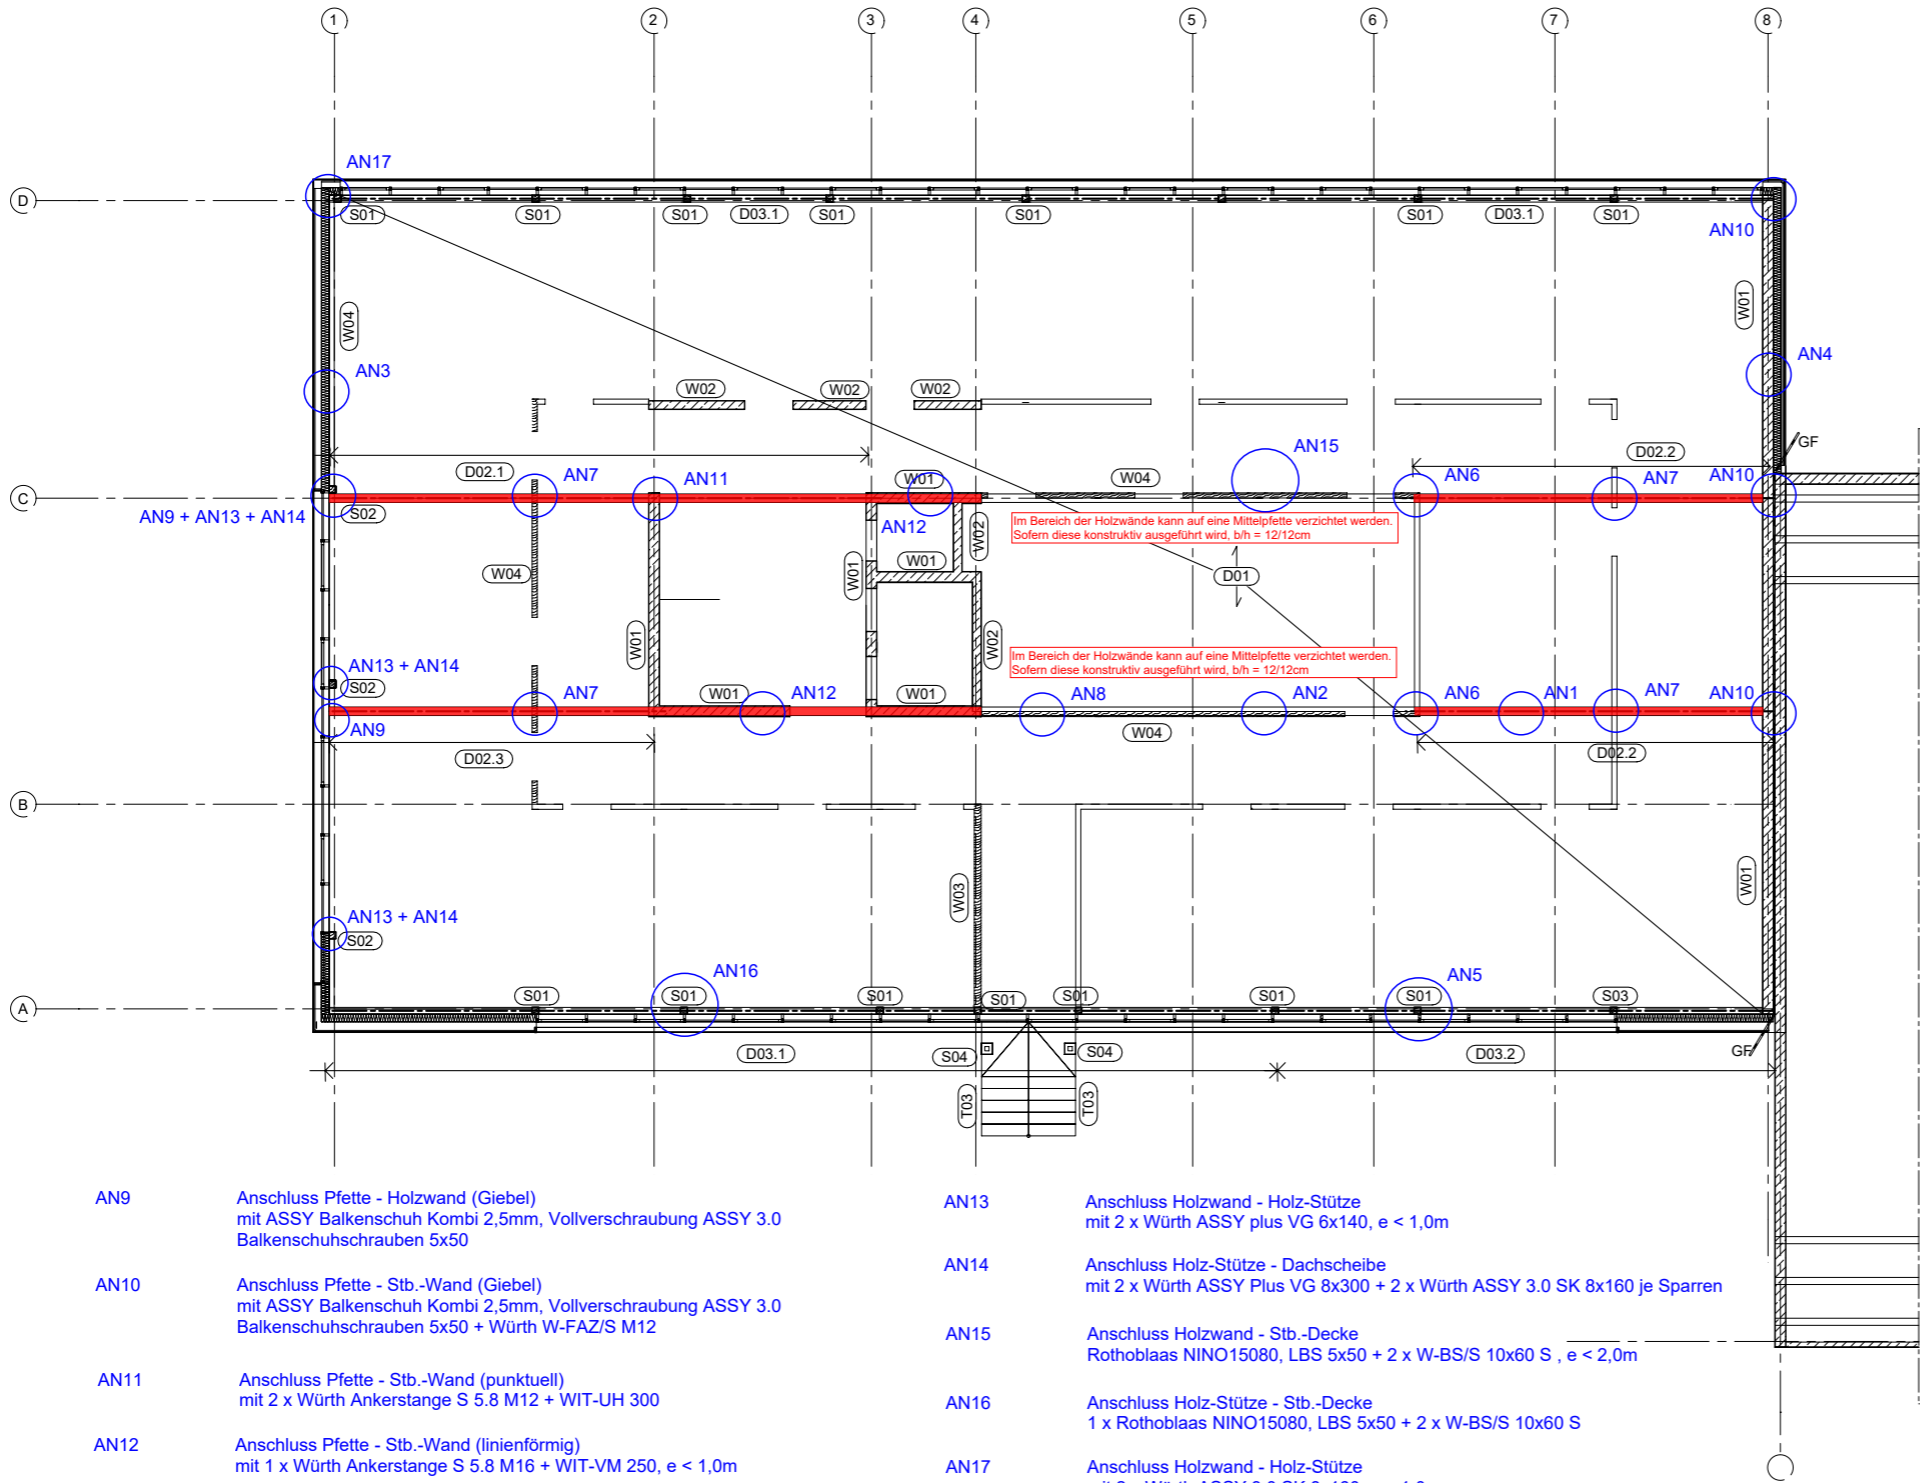 1 2 3 4 5 6 7 8
AN17
D
S01 S01 S01 D03.1 S01 S01 S01 D03.1 S01
AN10
W04
W01
AN3
AN4
W02 W02 W02
GF
AN15
D02.1 AN7 AN11 W01 W04 AN6 D02.2 AN7 AN10
C
AN9 + AN13 + AN14
S02
AN12
W02
Im Bereich der Holzwände kann auf eine Mittelpfette verzichtet werden.
Sofern diese konstruktiv ausgeführt wird, b/h = 12/12cm
W04
W01
W01
D01
W01
W02
Im Bereich der Holzwände kann auf eine Mittelpfette verzichtet werden.
Sofern diese konstruktiv ausgeführt wird, b/h = 12/12cm
AN13 + AN14
S02
AN7 W01 AN12 W01 AN8 AN2 AN6 AN1 AN7 AN10
AN9
W04
D02.3
D02.2
B
W03
W01
AN13 + AN14
S02
AN16
AN5
A
S01 S01 S01 S01 S01 S01 S01 S03
D03.1 S04 S04 D03.2
GF
T03 T03
AN9 Anschluss Pfette - Holzwand (Giebel)
mit ASSY Balkenschuh Kombi 2,5mm, Vollverschraubung ASSY 3.0
Balkenschuhschrauben 5x50
AN10 Anschluss Pfette - Stb.-Wand (Giebel)
mit ASSY Balkenschuh Kombi 2,5mm, Vollverschraubung ASSY 3.0
Balkenschuhschrauben 5x50 + Würth W-FAZ/S M12
AN11 Anschluss Pfette - Stb.-Wand (punktuell)
mit 2 x Würth Ankerstange S 5.8 M12 + WIT-UH 300
AN12 Anschluss Pfette - Stb.-Wand (linienförmig)
mit 1 x Würth Ankerstange S 5.8 M16 + WIT-VM 250, e < 1,0m
AN13 Anschluss Holzwand - Holz-Stütze
mit 2 x Würth ASSY plus VG 6x140, e < 1,0m
AN14 Anschluss Holz-Stütze - Dachscheibe
mit 2 x Würth ASSY Plus VG 8x300 + 2 x Würth ASSY 3.0 SK 8x160 je Sparren
AN15 Anschluss Holzwand - Stb.-Decke
Rothoblaas NINO15080, LBS 5x50 + 2 x W-BS/S 10x60 S , e < 2,0m
AN16 Anschluss Holz-Stütze - Stb.-Decke
1 x Rothoblaas NINO15080, LBS 5x50 + 2 x W-BS/S 10x60 S
AN17 Anschluss Holzwand - Holz-Stütze